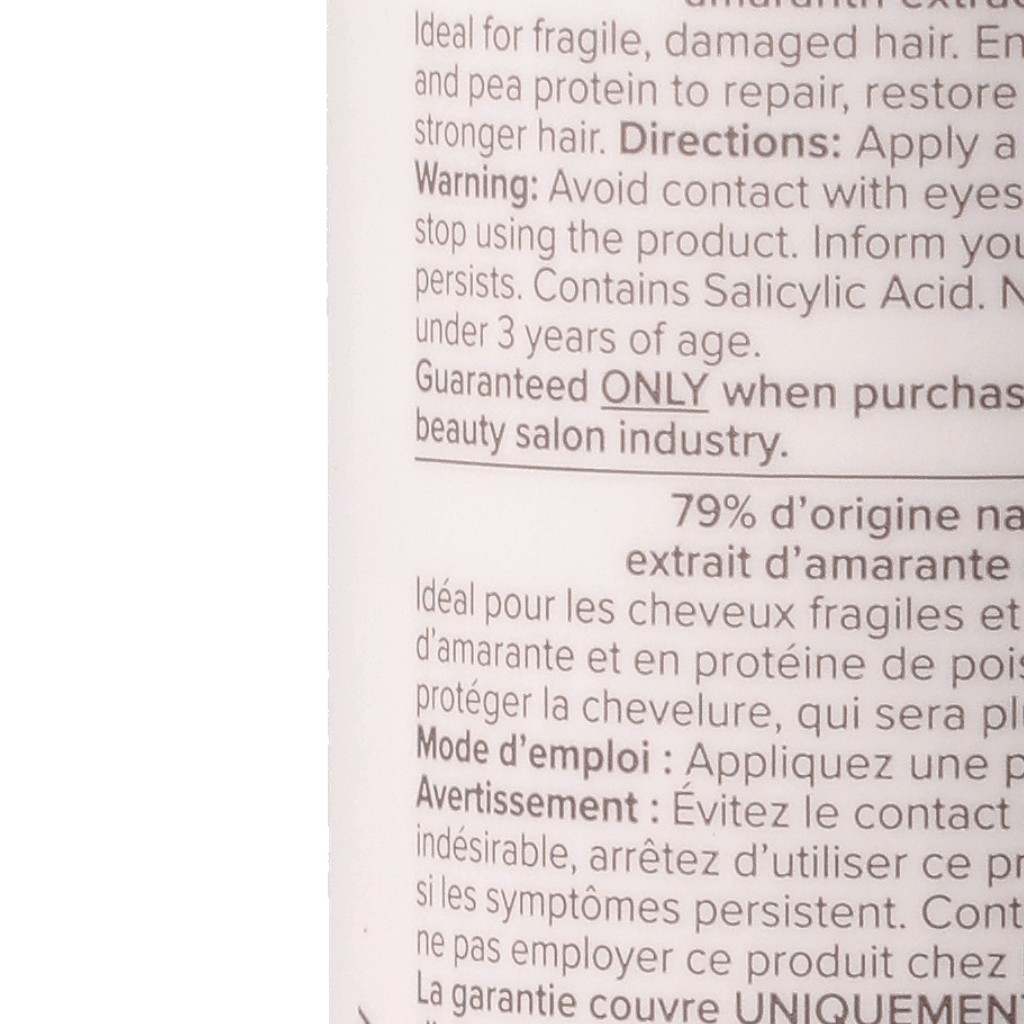 Ideal for fragile, damaged hair. En
and pea protein to repair, restore
stronger hair. Directions: Apply a
Warning: Avoid contact with eyes
stop using the product. Inform you
persists. Contains Salicylic Acid. N
under 3 years of age.
Guaranteed ONLY when purchas
beauty salon industry.
79% d'origine na
extrait d'amarante
Idéal pour les cheveux fragiles et
d'amarante et en protéine de pois
protéger la chevelure, qui sera pl
Mode d'emploi : Appliquez une p
Avertissement : Évitez le contact
indésirable, arrêtez d'utiliser ce pr
si les symptômes persistent. Cont
ne pas employer ce produit chez
La garantie couvre UNIQUEMEN